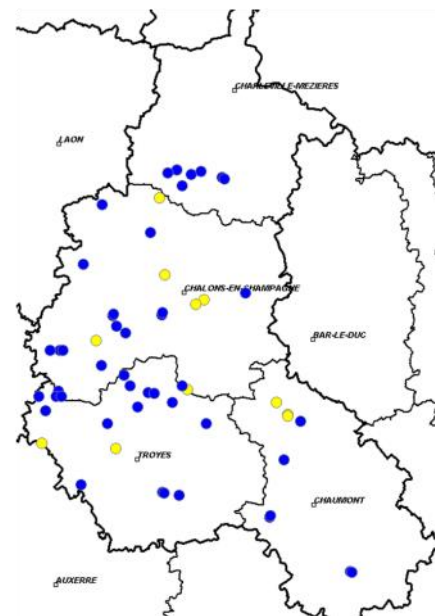 CHARLEVILLE-MEZIERES
LAON
CHALONS-EN-CHAMPAGNE
BAR-LE-DUC
TROYES
CHAUMONT
AUXERRE